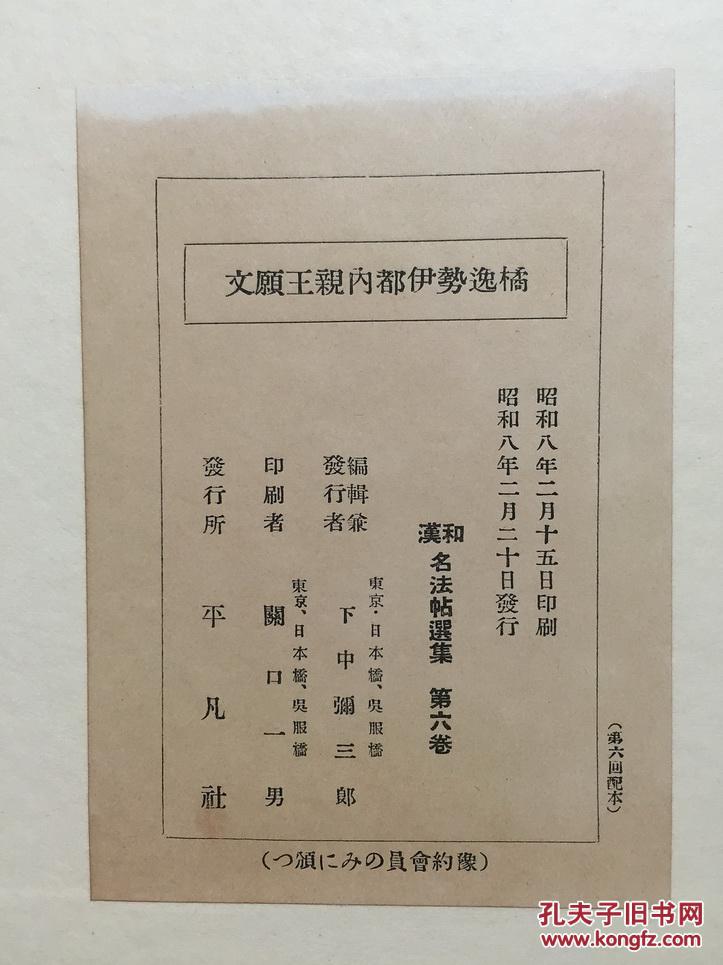 橘逸勢伊都內親王願文
昭和八年二月十五日印刷
昭和八年二月二十日發行
和漢名法帖選集 第六卷
編輯兼發行者
東京・日本橋、吳服橋
下中彌三郞
印刷者
東京、日本橋、吳服橋
關口一男
發行所
平凡社
(第六回配本)
(豫約會員のみに頒つ)
孔夫子旧书网
www.kongfz.com